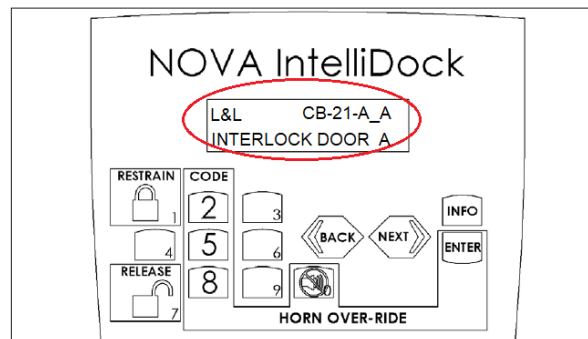 NOVA IntelliDock
L&L CB-21-A_A
INTERLOCK DOOR A
RESTRAIN
1
CODE
2
3
4
5
6
BACK
NEXT
INFO
ENTER
RELEASE
7
8
9
0
HORN OVER-RIDE